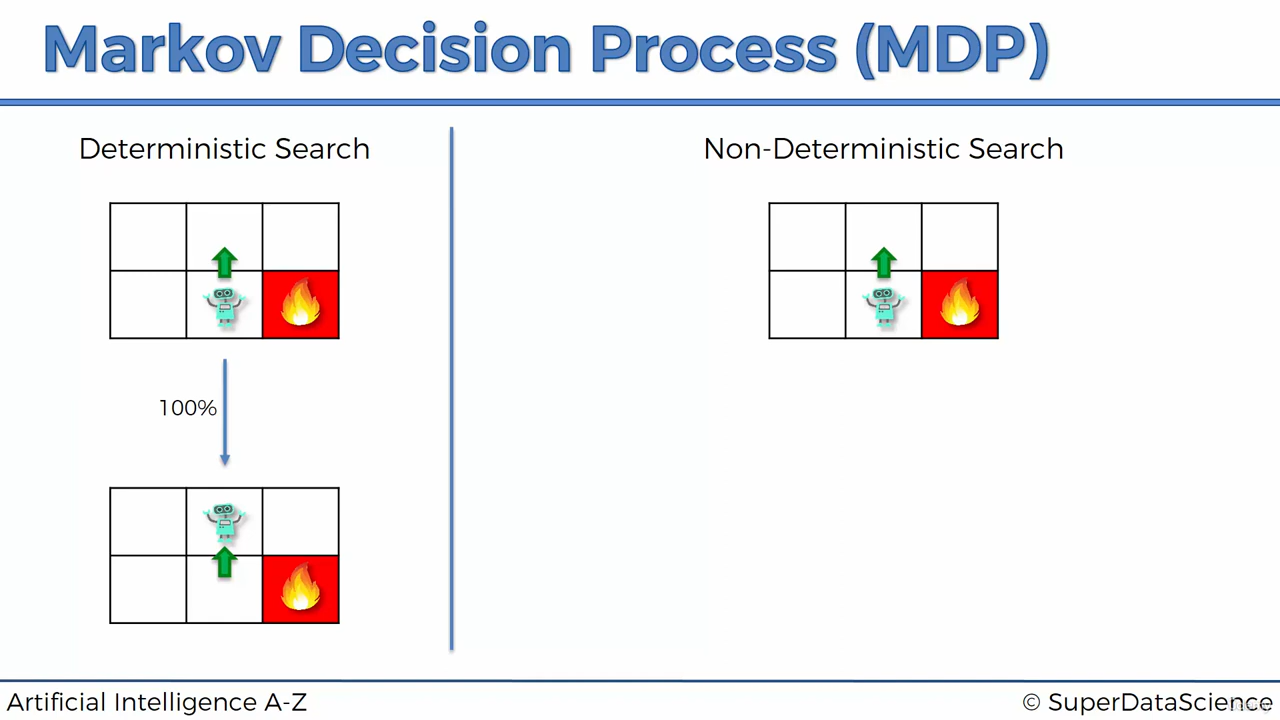 Markov Decision Process (MDP)
Deterministic Search
Non-Deterministic Search
100%
Artificial Intelligence A-Z
© SuperDataScience